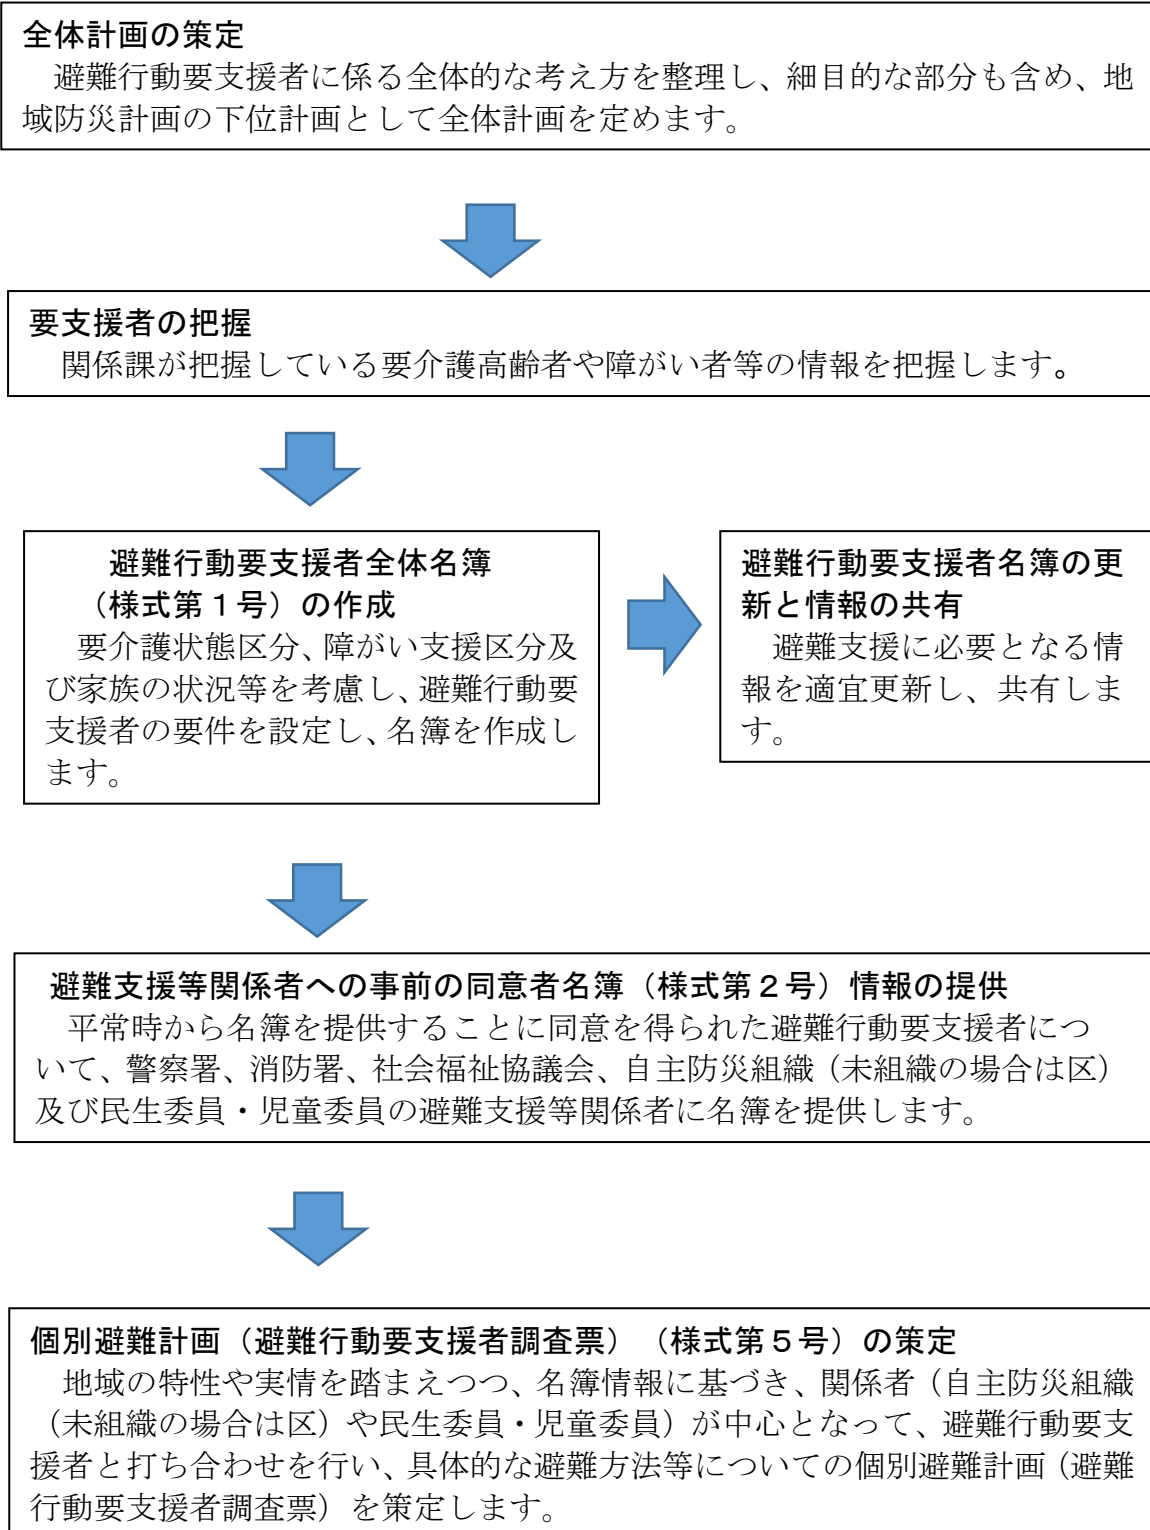 全体計画の策定
避難行動要支援者に係る全体的な考え方を整理し、細目的な部分も含め、地
域防災計画の下位計画として全体計画を定めます。
要支援者の把握
関係課が把握している要介護高齢者や障がい者等の情報を把握します。
避難行動要支援者全体名簿
（様式第１号）の作成
要介護状態区分、障がい支援区分及
び家族の状況等を考慮し、避難行動要
支援者の要件を設定し、名簿を作成し
ます。
避難行動要支援者名簿の更
新と情報の共有
避難支援に必要となる情
報を適宜更新し、共有しま
す。
避難支援等関係者への事前の同意者名簿（様式第２号）情報の提供
平常時から名簿を提供することに同意を得られた避難行動要支援者につ
いて、警察署、消防署、社会福祉協議会、自主防災組織（未組織の場合は区）
及び民生委員・児童委員の避難支援等関係者に名簿を提供します。
個別避難計画（避難行動要支援者調査票）（様式第５号）の策定
地域の特性や実情を踏まえつつ、名簿情報に基づき、関係者（自主防災組織
（未組織の場合は区）や民生委員・児童委員）が中心となって、避難行動要支
援者と打ち合わせを行い、具体的な避難方法等についての個別避難計画（避難
行動要支援者調査票）を策定します。